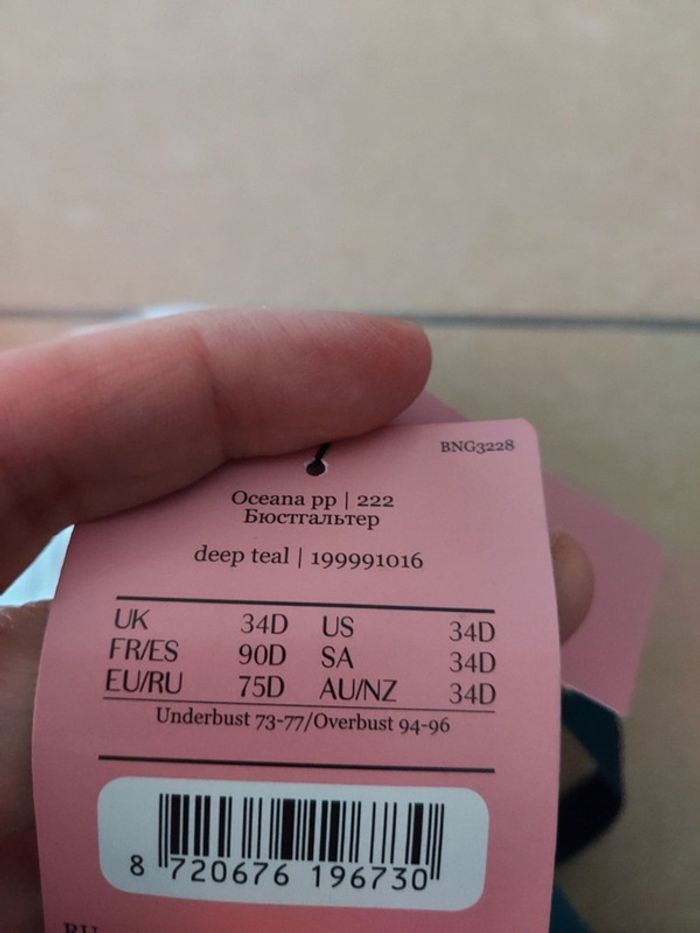 BNG3228
Oceana pp | 222
Бюстгальтер
deep teal | 199991016
UK 34D US 34D
FR/ES 90D SA 34D
EU/RU 75D AU/NZ 34D
Underbust 73-77/Overbust 94-96
8 720676 196730
RU